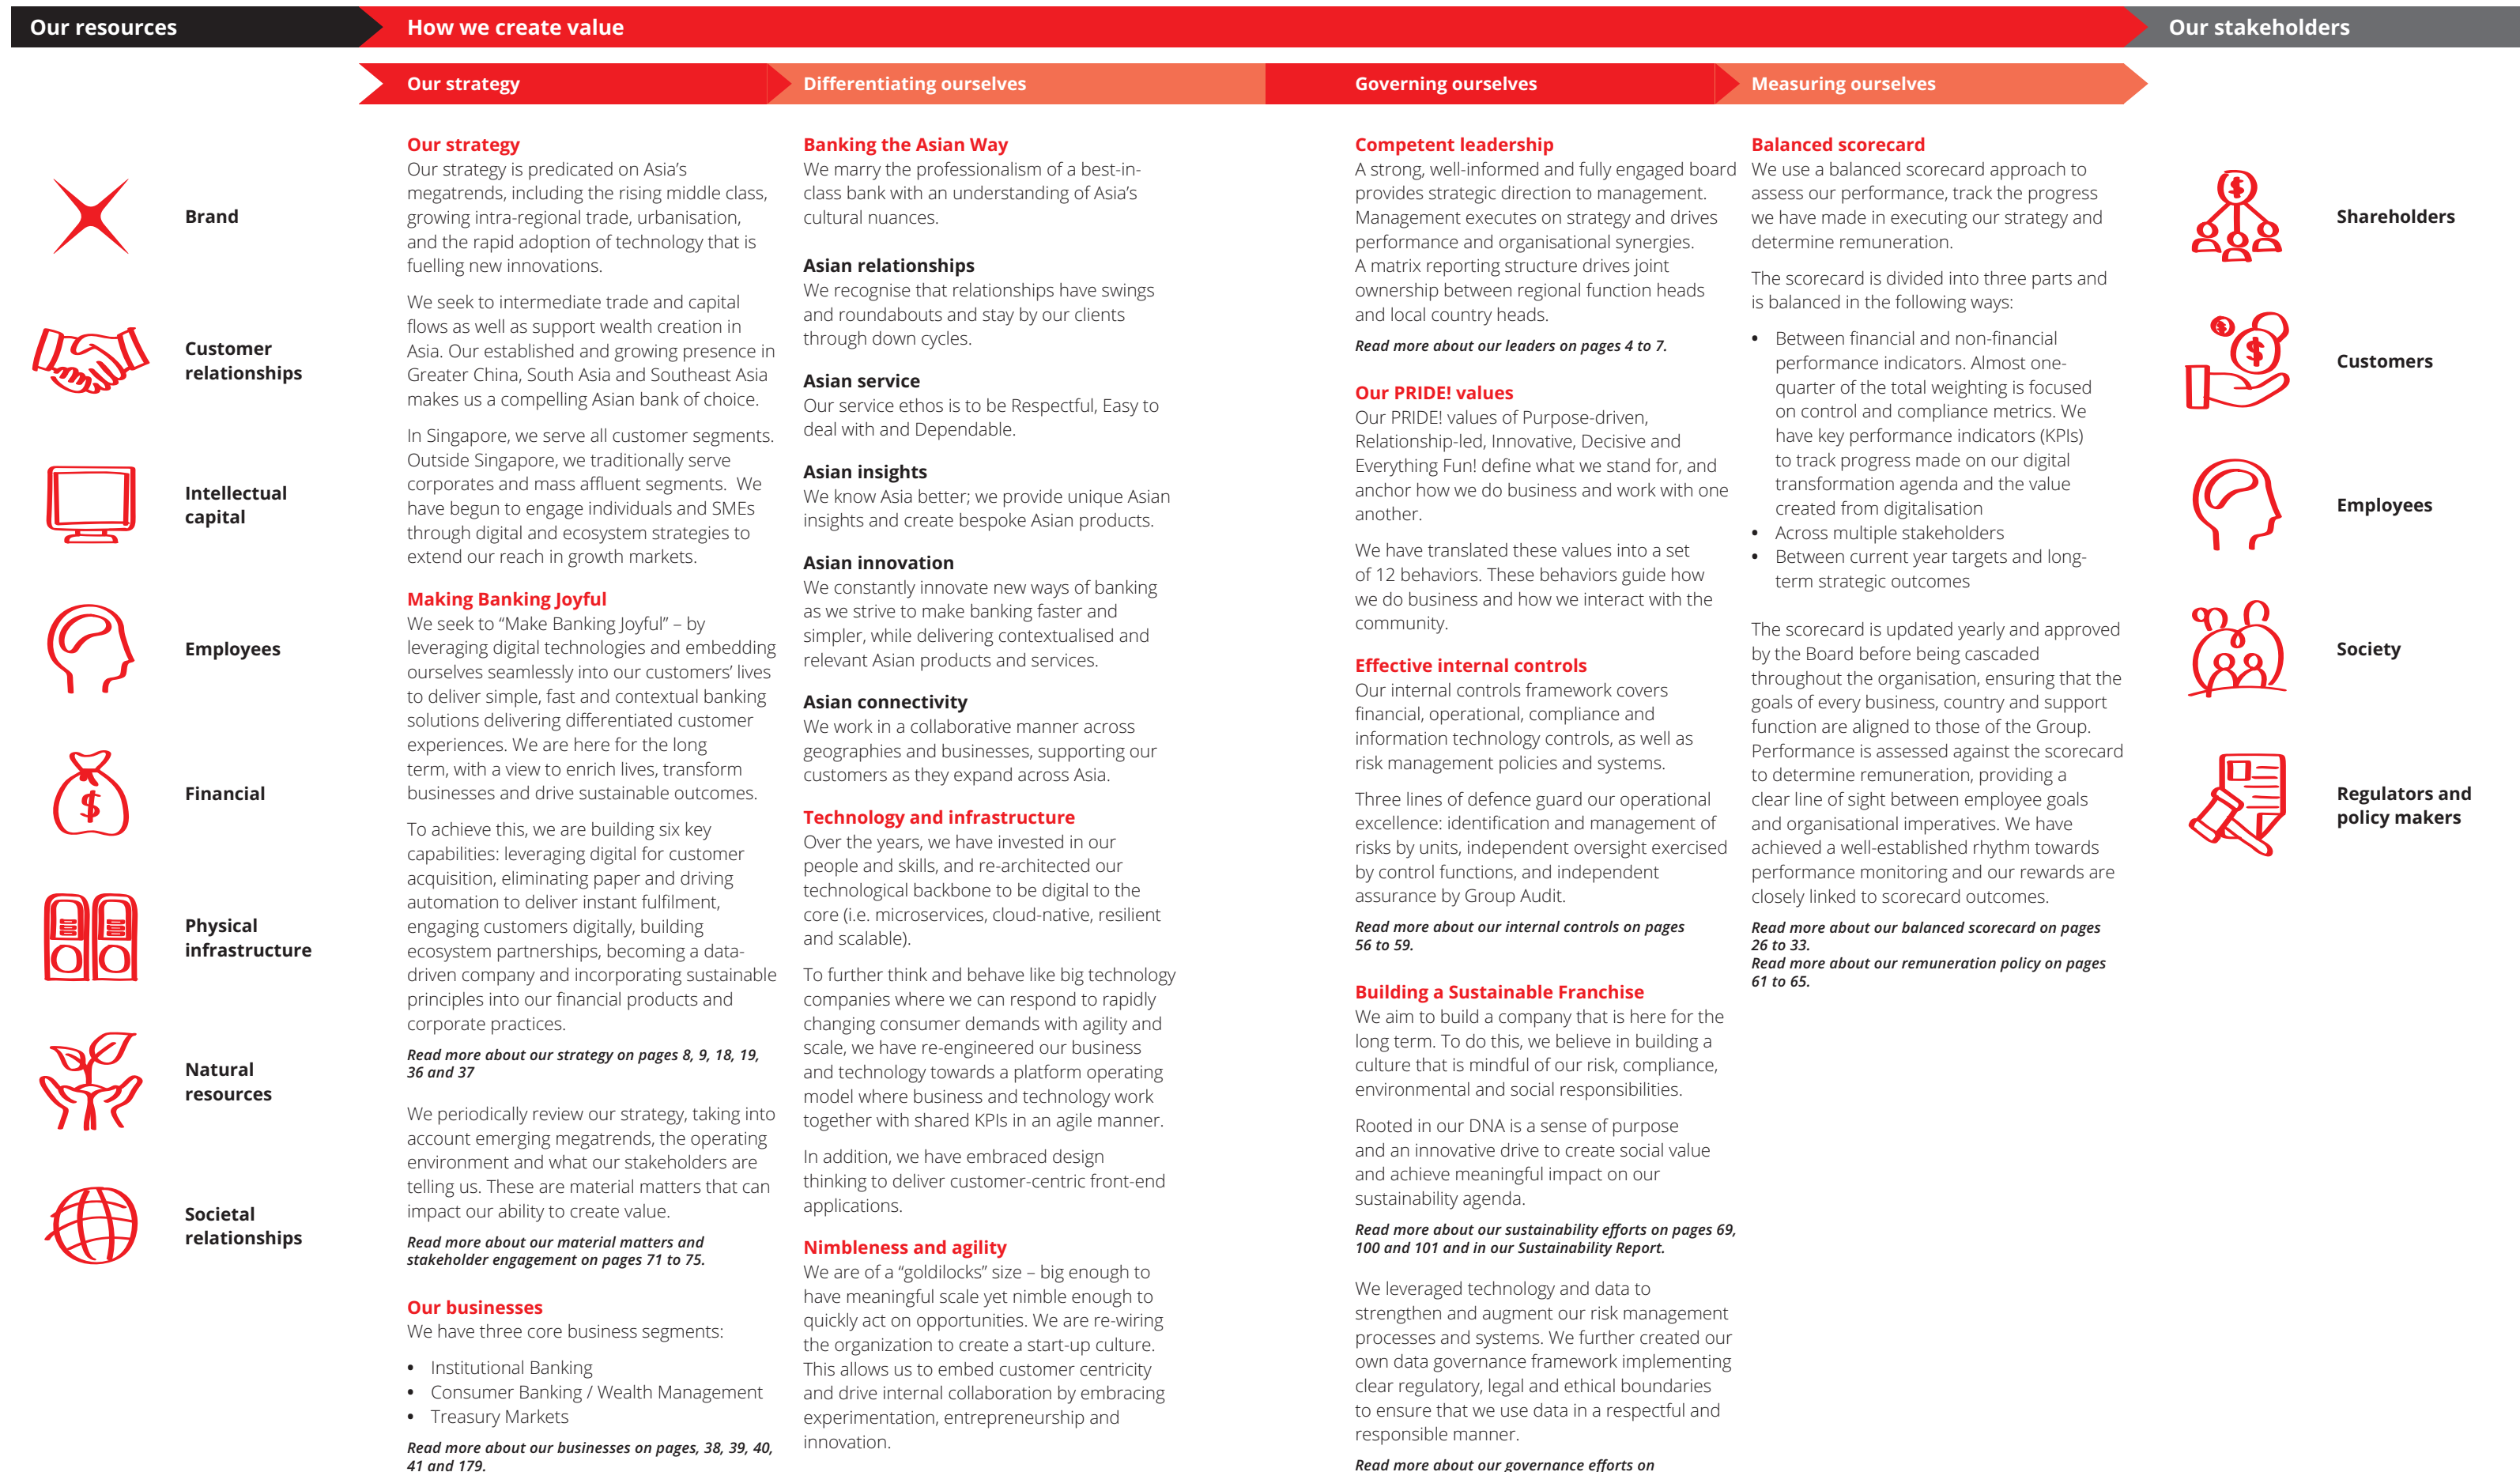 Our resources
How we create value
Our stakeholders
Our strategy
Differentiating ourselves
Governing ourselves
Measuring ourselves
Brand
Customer
relationships
Intellectual
capital
Employees
Financial
Physical
infrastructure
Natural
resources
Societal
relationships
Our strategy
Our strategy is predicated on Asia’s
megatrends, including the rising middle class,
growing intra-regional trade, urbanisation,
and the rapid adoption of technology that is
fuelling new innovations.
We seek to intermediate trade and capital
flows as well as support wealth creation in
Asia. Our established and growing presence in
Greater China, South Asia and Southeast Asia
makes us a compelling Asian bank of choice.
In Singapore, we serve all customer segments.
Outside Singapore, we traditionally serve
corporates and mass affluent segments.  We
have begun to engage individuals and SMEs
through digital and ecosystem strategies to
extend our reach in growth markets.
Making Banking Joyful
We seek to “Make Banking Joyful” – by
leveraging digital technologies and embedding
ourselves seamlessly into our customers’ lives
to deliver simple, fast and contextual banking
solutions delivering differentiated customer
experiences. We are here for the long
term, with a view to enrich lives, transform
businesses and drive sustainable outcomes.
To achieve this, we are building six key
capabilities: leveraging digital for customer
acquisition, eliminating paper and driving
automation to deliver instant fulfilment,
engaging customers digitally, building
ecosystem partnerships, becoming a data-
driven company and incorporating sustainable
principles into our financial products and
corporate practices.
Read more about our strategy on pages 8, 9, 18, 19,
36 and 37
We periodically review our strategy, taking into
account emerging megatrends, the operating
environment and what our stakeholders are
telling us. These are material matters that can
impact our ability to create value.
Read more about our material matters and
stakeholder engagement on pages 71 to 75.
Our businesses
We have three core business segments:
• Institutional Banking
• Consumer Banking / Wealth Management
• Treasury Markets
Read more about our businesses on pages, 38, 39, 40,
41 and 179.
Banking the Asian Way
We marry the professionalism of a best-in-
class bank with an understanding of Asia’s
cultural nuances.
Asian relationships
We recognise that relationships have swings
and roundabouts and stay by our clients
through down cycles.
Asian service
Our service ethos is to be Respectful, Easy to
deal with and Dependable.
Asian insights
We know Asia better; we provide unique Asian
insights and create bespoke Asian products.
Asian innovation
We constantly innovate new ways of banking
as we strive to make banking faster and
simpler, while delivering contextualised and
relevant Asian products and services.
Asian connectivity
We work in a collaborative manner across
geographies and businesses, supporting our
customers as they expand across Asia.
Technology and infrastructure
Over the years, we have invested in our
people and skills, and re-architected our
technological backbone to be digital to the
core (i.e. microservices, cloud-native, resilient
and scalable).
To further think and behave like big technology
companies where we can respond to rapidly
changing consumer demands with agility and
scale, we have re-engineered our business
and technology towards a platform operating
model where business and technology work
together with shared KPIs in an agile manner.
In addition, we have embraced design
thinking to deliver customer-centric front-end
applications.
Nimbleness and agility
We are of a “goldilocks” size – big enough to
have meaningful scale yet nimble enough to
quickly act on opportunities. We are re-wiring
the organization to create a start-up culture.
This allows us to embed customer centricity
and drive internal collaboration by embracing
experimentation, entrepreneurship and
innovation.
Competent leadership
A strong, well-informed and fully engaged board
provides strategic direction to management.
Management executes on strategy and drives
performance and organisational synergies.
A matrix reporting structure drives joint
ownership between regional function heads
and local country heads.
Read more about our leaders on pages 4 to 7.
Our PRIDE! values
Our PRIDE! values of Purpose-driven,
Relationship-led, Innovative, Decisive and
Everything Fun! define what we stand for, and
anchor how we do business and work with one
another.
We have translated these values into a set
of 12 behaviors. These behaviors guide how
we do business and how we interact with the
community.
Effective internal controls
Our internal controls framework covers
financial, operational, compliance and
information technology controls, as well as
risk management policies and systems.
Three lines of defence guard our operational
excellence: identification and management of
risks by units, independent oversight exercised
by control functions, and independent
assurance by Group Audit.
Read more about our internal controls on pages
56 to 59.
Building a Sustainable Franchise
We aim to build a company that is here for the
long term. To do this, we believe in building a
culture that is mindful of our risk, compliance,
environmental and social responsibilities.
Rooted in our DNA is a sense of purpose
and an innovative drive to create social value
and achieve meaningful impact on our
sustainability agenda.
Read more about our sustainability efforts on pages 69,
100 and 101 and in our Sustainability Report.
We leveraged technology and data to
strengthen and augment our risk management
processes and systems. We further created our
own data governance framework implementing
clear regulatory, legal and ethical boundaries
to ensure that we use data in a respectful and
responsible manner.
Read more about our governance efforts on
Balanced scorecard
We use a balanced scorecard approach to
assess our performance, track the progress
we have made in executing our strategy and
determine remuneration.
The scorecard is divided into three parts and
is balanced in the following ways:
• Between financial and non-financial
performance indicators. Almost one-
quarter of the total weighting is focused
on control and compliance metrics. We
have key performance indicators (KPIs)
to track progress made on our digital
transformation agenda and the value
created from digitalisation
• Across multiple stakeholders
• Between current year targets and long-
term strategic outcomes
The scorecard is updated yearly and approved
by the Board before being cascaded
throughout the organisation, ensuring that the
goals of every business, country and support
function are aligned to those of the Group.
Performance is assessed against the scorecard
to determine remuneration, providing a
clear line of sight between employee goals
and organisational imperatives. We have
achieved a well-established rhythm towards
performance monitoring and our rewards are
closely linked to scorecard outcomes.
Read more about our balanced scorecard on pages
26 to 33.
Read more about our remuneration policy on pages
61 to 65.
Shareholders
Customers
Employees
Society
Regulators and
policy makers